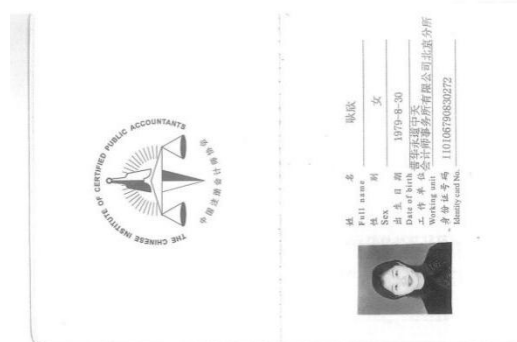 THE CHINESE INSTITUTE OF CERTIFIED PUBLIC ACCOUNTANTS
中国注册会计师协会
姓 名 耿欣
Full name
性 别 女
Sex
出 生 日 期 1979-8-30
Date of birth
普华永道中天
工 作 单 位 会计师事务所有限公司北京分所
Working unit
身 份 证 号 码 110106790830272
Identity card No.